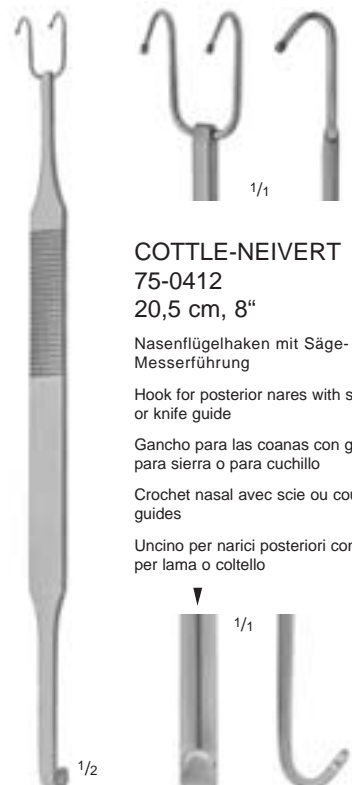 1/1
COTTLE-NEIVERT
75-0412
20,5 cm, 8“
Nasenflügelhaken mit Säge-
Messerführung
Hook for posterior nares with
or knife guide
Gancho para las coanas con
para sierra o para cuchillo
Crochet nasal avec scie ou
guides
Uncino per narici posteriori
per lama o coltello
1/1
1/2